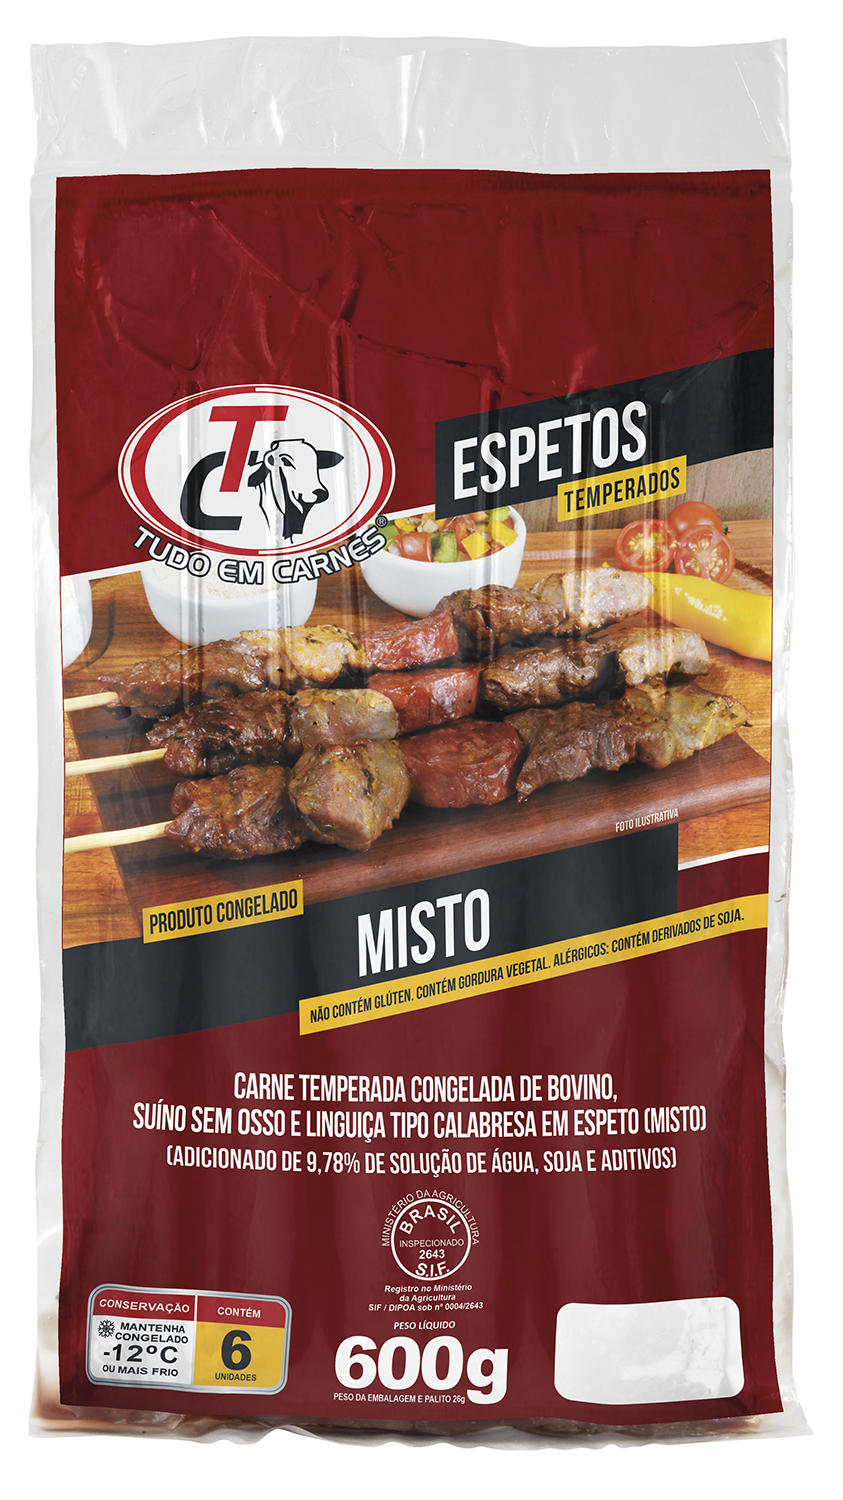 ESPETOS
TEMPERADOS
TC
TUDO EM CARNES®
FOTO ILUSTRATIVA
PRODUTO CONGELADO
MISTO
NÃO CONTÉM GLÚTEN. CONTÉM GORDURA VEGETAL. ALÉRGICOS: CONTÉM DERIVADOS DE SOJA.
CARNE TEMPERADA CONGELADA DE BOVINO,
SUÍNO SEM OSSO E LINGUIÇA TIPO CALABRESA EM ESPETO (MISTO)
(ADICIONADO DE 9,78% DE SOLUÇÃO DE ÁGUA, SOJA E ADITIVOS)
MINISTÉRIO DA AGRICULTURA
BRASIL
INSPECIONADO
2643
S.I.F.
Registro no Ministério
da Agricultura
SIF / DIPOA sob nº 0004/2643
CONSERVAÇÃO
MANTENHA
CONGELADO
-12ºC
OU MAIS FRIO
CONTÉM
6
UNIDADES
PESO LÍQUIDO
600g
PESO DA EMBALAGEM E PALITO 26g